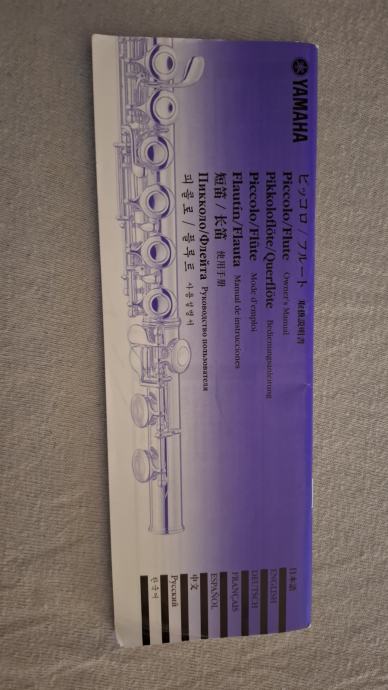 YAMAHA
ピッコロ / フルート 取扱説明書
Piccolo/Flute Owner's Manual
Pikkoloflöte/Querflöte Bedienungsanleitung
Piccolo/Flûte Mode d'emploi
Flautín/Flauta Manual de instrucciones
短笛 / 长笛 使用手册
Пикколо/Флейта Руководство пользователя
피콜로 / 플루트 사용설명서
日本語
ENGLISH
DEUTSCH
FRANÇAIS
ESPAÑOL
中文
Русский
한국어